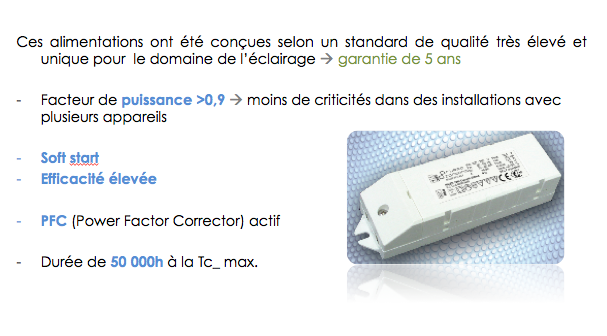 Ces alimentations ont été conçues selon un standard de qualité très élevé et
unique pour le domaine de l'éclairage → garantie de 5 ans
- Facteur de puissance >0,9 → moins de criticités dans des installations avec
plusieurs appareils
- Soft start
- Efficacité élevée
- PFC (Power Factor Corrector) actif
- Durée de 50 000h à la Tc_ max.